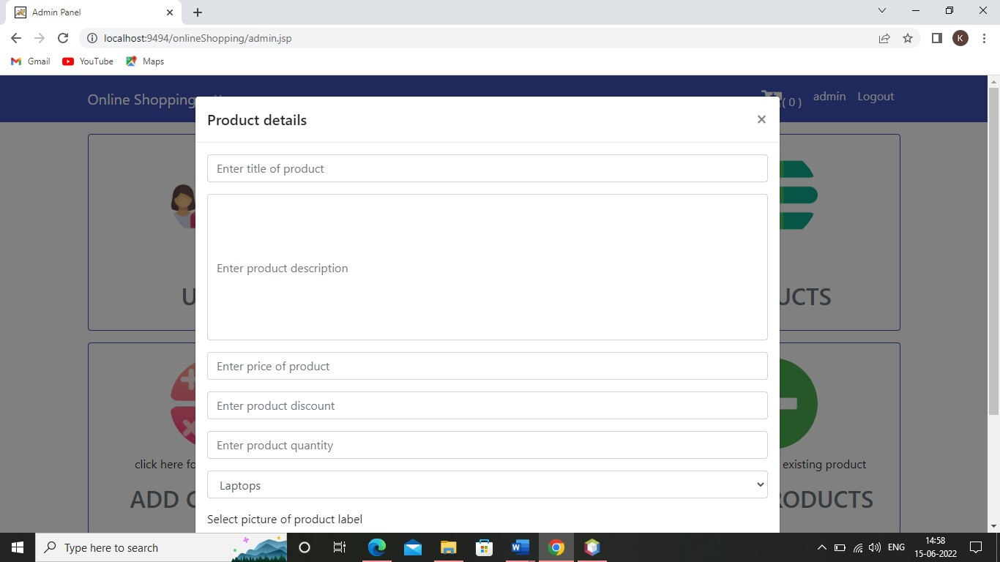 Admin Panel
localhost:9494/onlineShopping/admin.jsp
K
Gmail
YouTube
Maps
Online Shopping
( 0 )
admin
Logout
Product details
×
Enter title of product
Enter product description
U
UCTS
Enter price of product
Enter product discount
Enter product quantity
click here fo
existing product
Laptops
ADD C
RODUCTS
Select picture of product label
Type here to search
ENG
14:58
15-06-2022